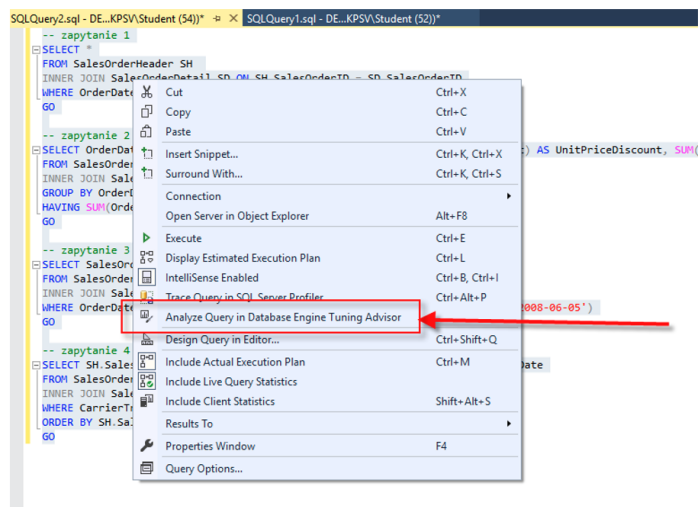 SQLQuery2.sql - DE...KPSV\Student (54))* SQLQuery1.sql - DE...KPSV\Student (52))*
-- zapytanie 1
SELECT *
FROM SalesOrderHeader SH
INNER JOIN SalesOrderDetail SD ON SH.SalesOrderID = SD.SalesOrderID
WHERE OrderDat
GO
-- zapytanie 2
SELECT OrderDat ) AS UnitPriceDiscount, SUM(
FROM SalesOrder
INNER JOIN Sale
GROUP BY OrderD
HAVING SUM(Orde
GO
-- zapytanie 3
SELECT SalesOrd
FROM SalesOrder
INNER JOIN Sale
WHERE OrderDate 2008-06-05')
GO
-- zapytanie 4
SELECT SH.Sales Date
FROM SalesOrder
INNER JOIN Sale
WHERE CarrierTr
ORDER BY SH.Sal
GO
Cut Ctrl+X
Copy Ctrl+C
Paste Ctrl+V
Insert Snippet... Ctrl+K, Ctrl+X
Surround With... Ctrl+K, Ctrl+S
Connection
Open Server in Object Explorer Alt+F8
Execute Ctrl+E
Display Estimated Execution Plan Ctrl+L
IntelliSense Enabled Ctrl+B, Ctrl+I
Trace Query in SQL Server Profiler Ctrl+Alt+P
Analyze Query in Database Engine Tuning Advisor
Design Query in Editor... Ctrl+Shift+Q
Include Actual Execution Plan Ctrl+M
Include Live Query Statistics
Include Client Statistics Shift+Alt+S
Results To
Properties Window F4
Query Options...